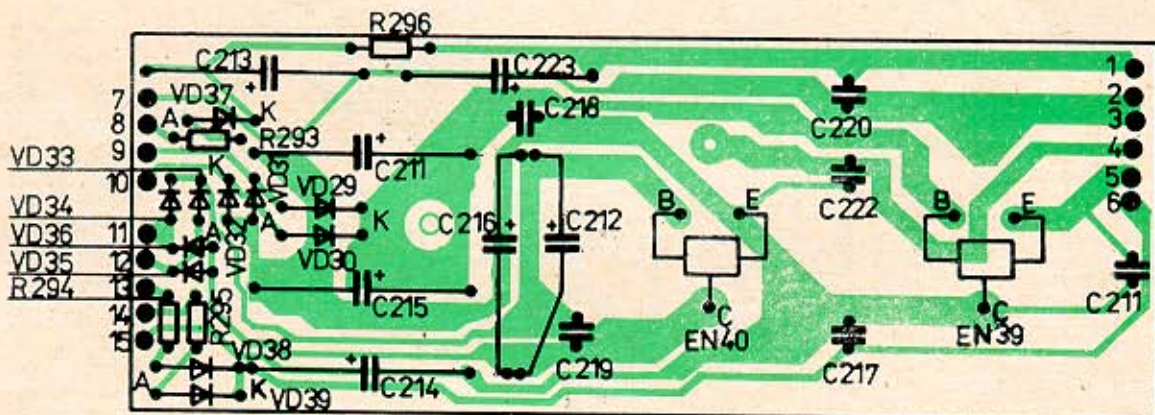 R296
C213
C223
1
7
VD37
K
2
8
A
C218
C220
3
R293
9
VD33
K
VD31
C211
4
10
VD29
K
5
C222
6
VD34
A
B
E
B
E
11
A
VD32
C216
C212
VD36
K
12
VD30
VD35
13
C215
C211
R294
14
R295
C
C
15
EN40
EN39
VD38
C219
C217
A
K
VD39
C214